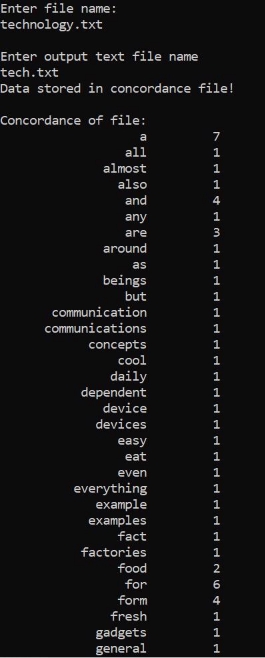 Enter file name:
technology.txt
Enter output text file name
tech.txt
Data stored in concordance file!
Concordance of file:
a 7
all 1
almost 1
also 1
and 4
any 1
are 3
around 1
as 1
beings 1
but 1
communication 1
communications 1
concepts 1
cool 1
daily 1
dependent 1
device 1
devices 1
easy 1
eat 1
even 1
everything 1
example 1
examples 1
fact 1
factories 1
food 2
for 6
form 4
fresh 1
gadgets 1
general 1